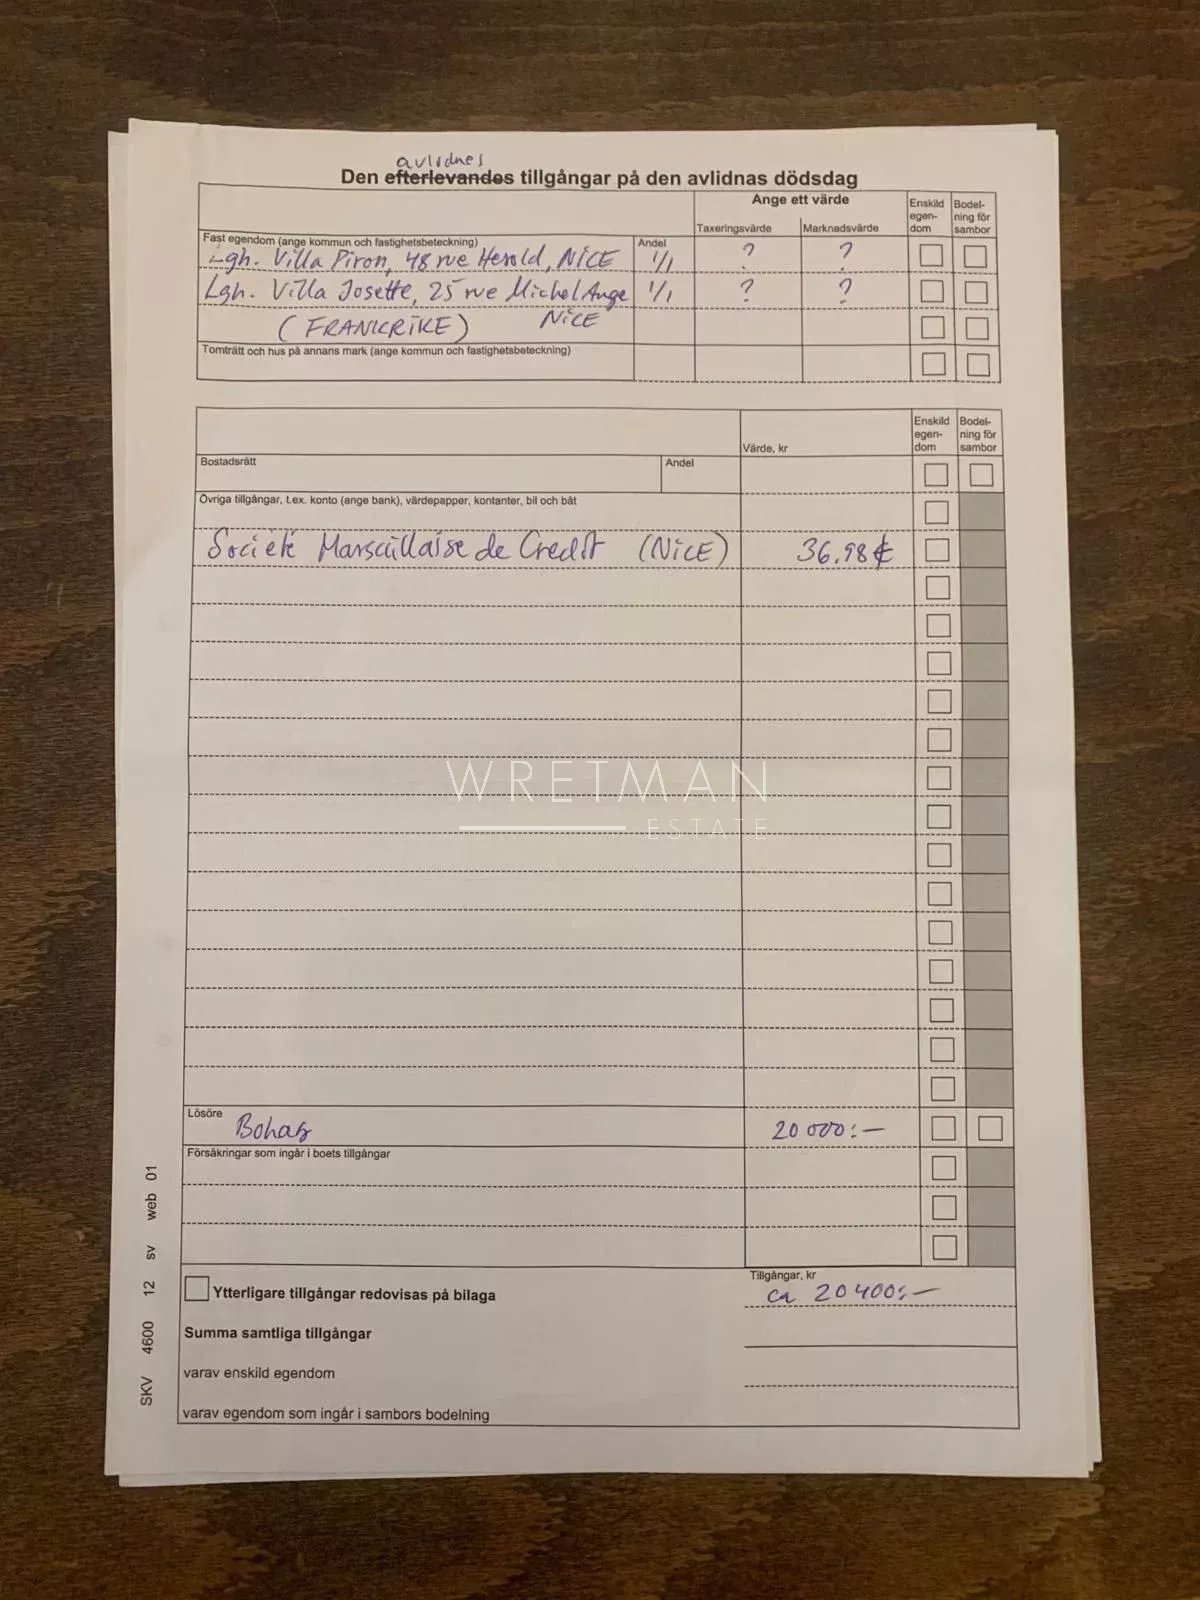 avlidnes
Den efterlevandes tillgångar på den avlidnas dödsdag
Ange ett värde
Enskild egen-dom
Bodel-ning för sambor
Taxeringsvärde
Marknadsvärde
Fast egendom (ange kommun och fastighetsbeteckning)
Andel
Lgh. Villa Piron, 48 rue Herold, NICE 1/1 ? ?
Lgh. Villa Josette, 25 rue Michel Ange 1/1 ? ?
(FRANKRIKE) NICE
Tomträtt och hus på annans mark (ange kommun och fastighetsbeteckning)
Värde, kr
Enskild egen-dom
Bodel-ning för sambor
Bostadsrätt
Andel
Övriga tillgångar, t.ex. konto (ange bank), värdepapper, kontanter, bil och båt
Societé Marseillaise de Credit (NICE) 36,98 €
WRETMAN
ESTATE
Lösöre
Bohag 20 000:-
Försäkringar som ingår i boets tillgångar
Tillgångar, kr
Ytterligare tillgångar redovisas på bilaga
ca 20 400:-
Summa samtliga tillgångar
varav enskild egendom
varav egendom som ingår i sambors bodelning
SKV 4600 12 sv web 01